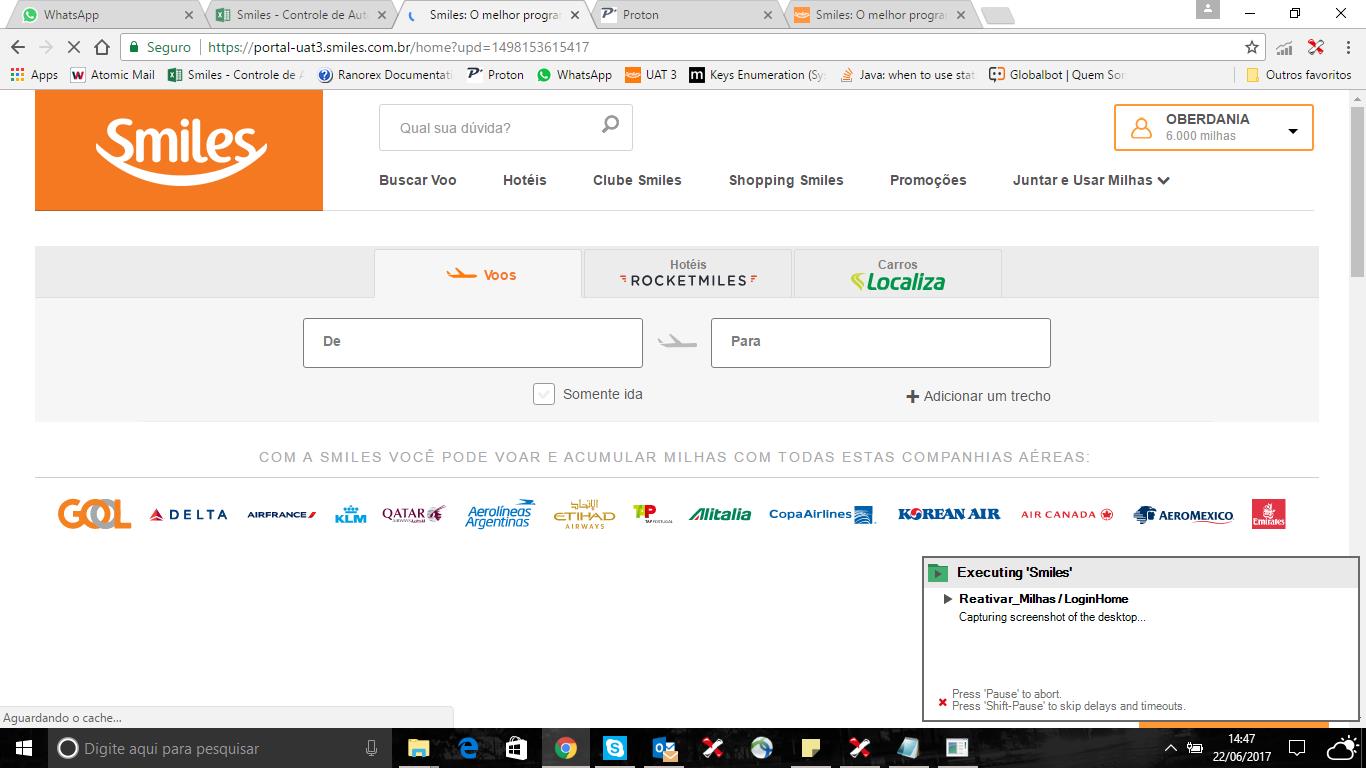 WhatsApp
Smiles - Controle de Aut
Smiles: O melhor progra
Proton
Smiles: O melhor progra
Seguro
https://portal-uat3.smiles.com.br/home?upd=1498153615417
Apps
Atomic Mail
Smiles - Controle de A
Ranorex Documentati
Proton
WhatsApp
UAT 3
Keys Enumeration (Sy
Java: when to use stat
Globalbot | Quem Son
Outros favoritos
Smiles
Qual sua dúvida?
OBERDANIA
6.000 milhas
Buscar Voo
Hotéis
Clube Smiles
Shopping Smiles
Promoções
Juntar e Usar Milhas
Voos
Hotéis
ROCKETMILES
Carros
Localiza
De
Para
Somente ida
Adicionar um trecho
COM A SMILES VOCÊ PODE VOAR E ACUMULAR MILHAS COM TODAS ESTAS COMPANHIAS AÉREAS:
GOL
DELTA
AIRFRANCE
KLM
QATAR
AIRWAYS القطرية
Aerolíneas
Argentinas
الإتحاد
ETIHAD
AIRWAYS
TAP
TAP PORTUGAL
Alitalia
CopaAirlines
KOREAN AIR
AIR CANADA
AEROMEXICO
Emirates
Executing 'Smiles'
Reativar_Milhas / LoginHome
Capturing screenshot of the desktop...
Press 'Pause' to abort.
Press 'Shift-Pause' to skip delays and timeouts.
Aguardando o cache...
Digite aqui para pesquisar
14:47
22/06/2017